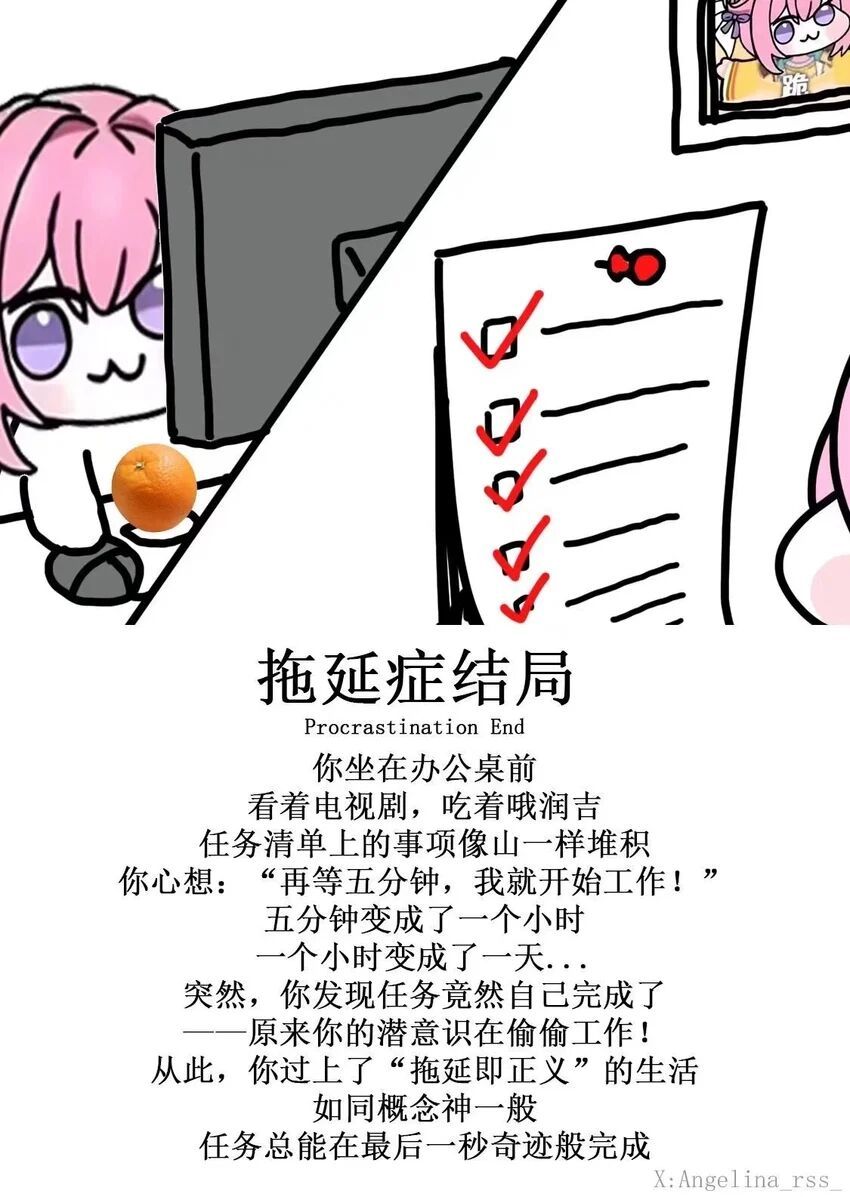 跪
拖延症结局
Procrastination End
你坐在办公桌前
看着电视剧，吃着哦润吉
任务清单上的事项像山一样堆积
你心想：“再等五分钟，我就开始工作！”
五分钟变成了一个小时
一个小时变成了一天...
突然，你发现任务竟然自己完成了
——原来你的潜意识在偷偷工作！
从此，你过上了“拖延即正义”的生活
如同概念神一般
任务总能在最后一秒奇迹般完成
X:Angelina_rss_